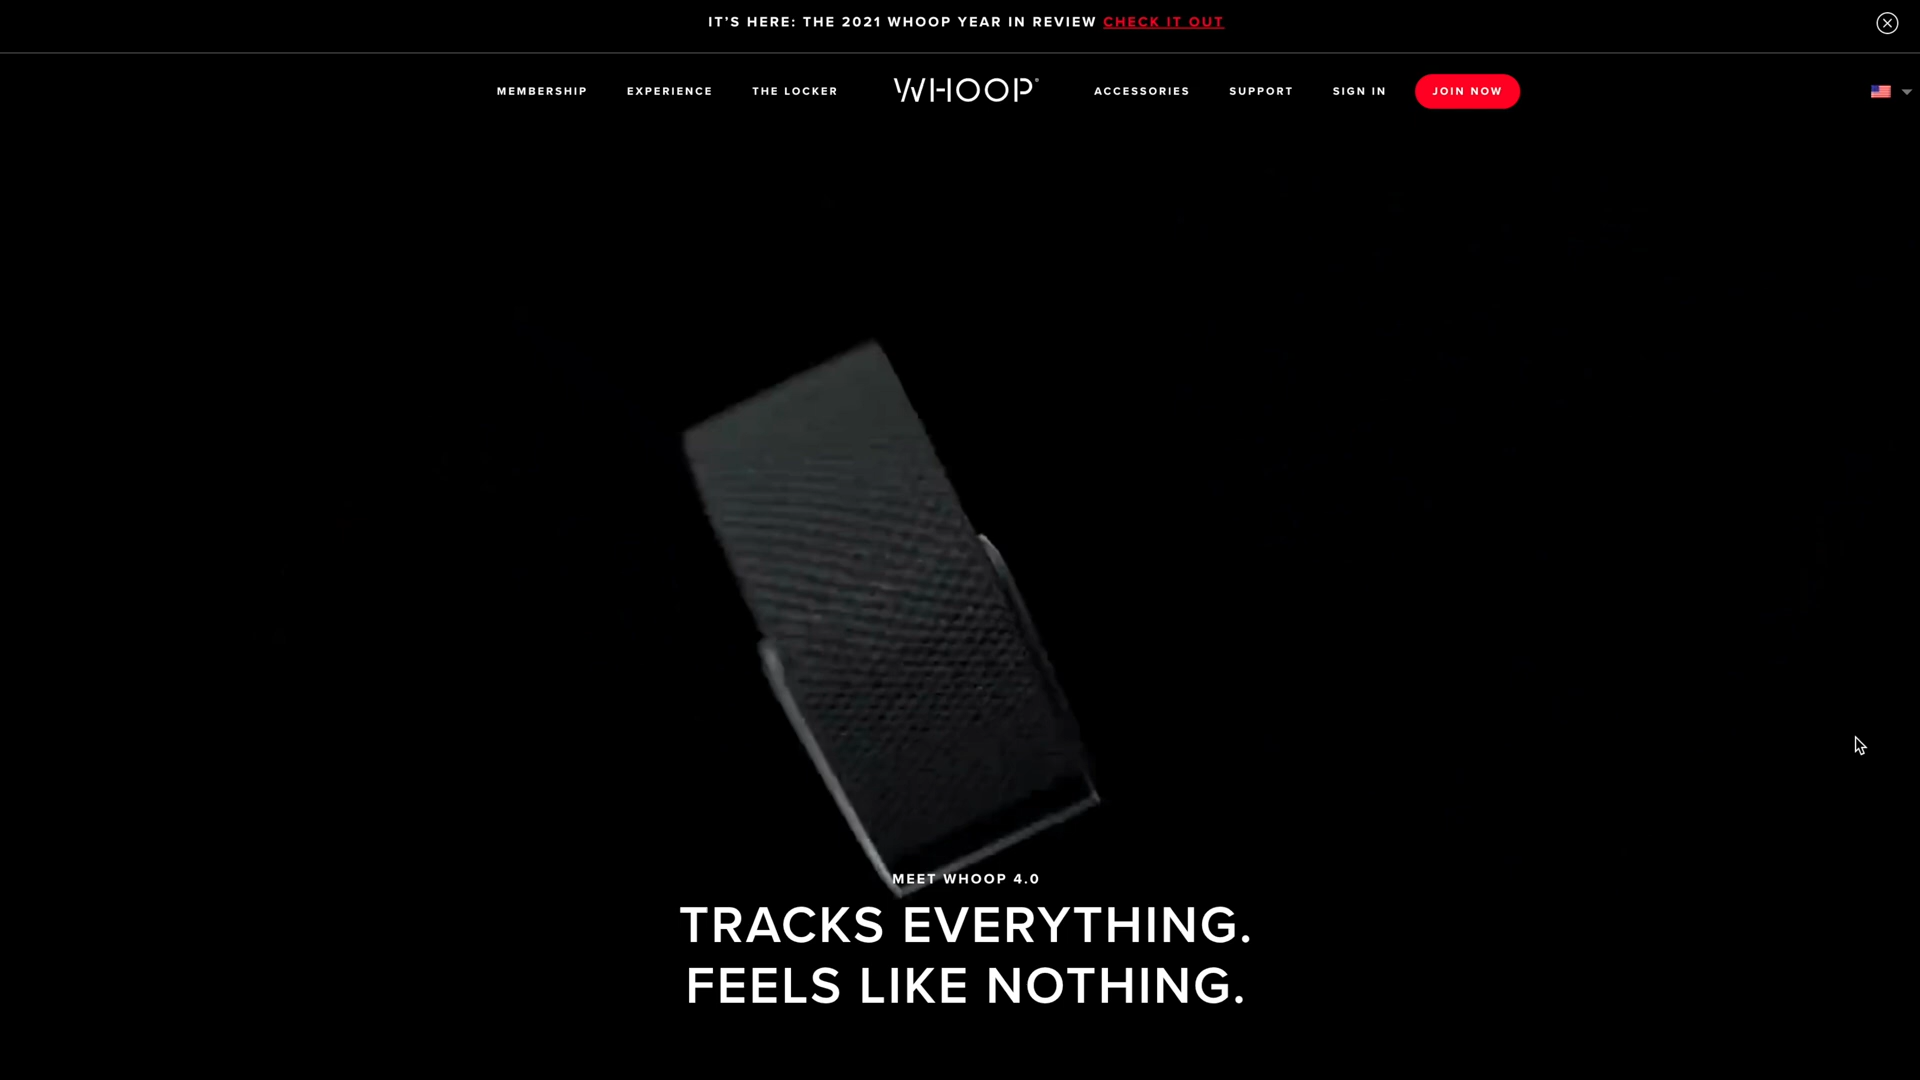 IT'S HERE: THE 2021 WHOOP YEAR IN REVIEW CHECK IT OUT
MEMBERSHIP EXPERIENCE THE LOCKER WHOOP ACCESSORIES SUPPORT SIGN IN JOIN NOW
MEET WHOOP 4.0
TRACKS EVERYTHING.
FEELS LIKE NOTHING.